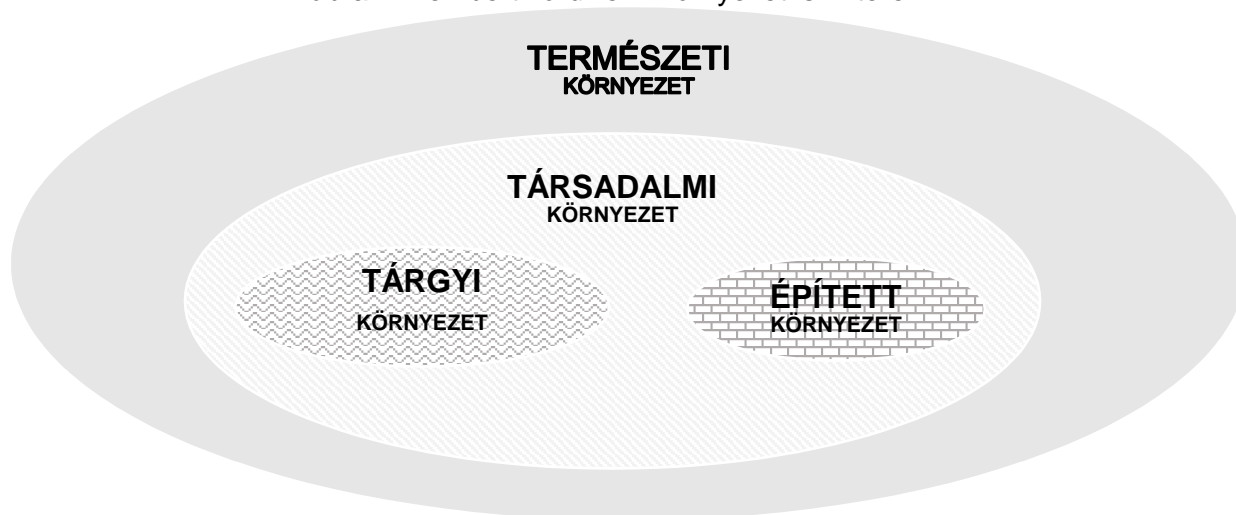 TERMÉSZETI
KÖRNYEZET
TÁRSADALMI
KÖRNYEZET
TÁRGYI
KÖRNYEZET
ÉPÍTETT
KÖRNYEZET